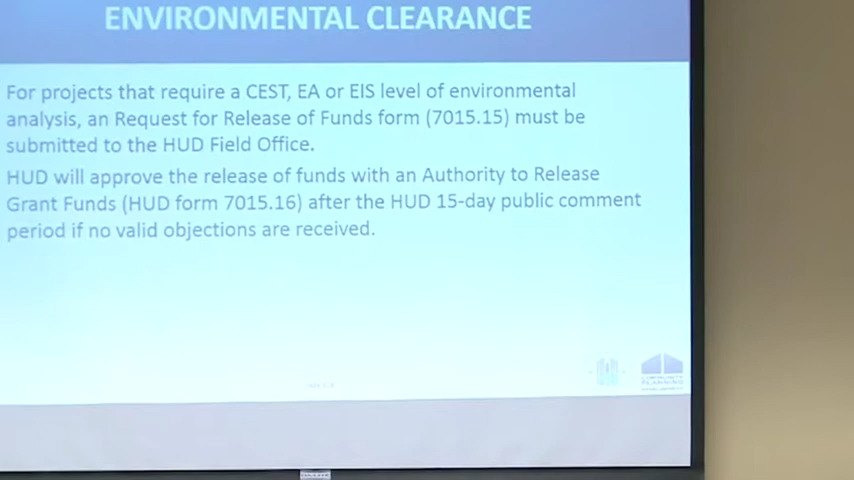 ENVIRONMENTAL CLEARANCE
For projects that require a CEST, EA or EIS level of environmental
analysis, an Request for Release of Funds form (7015.15) must be
submitted to the HUD Field Office.
HUD will approve the release of funds with an Authority to Release
Grant Funds (HUD form 7015.16) after the HUD 15-day public comment
period if no valid objections are received.
COMMUNITY
PLANNING